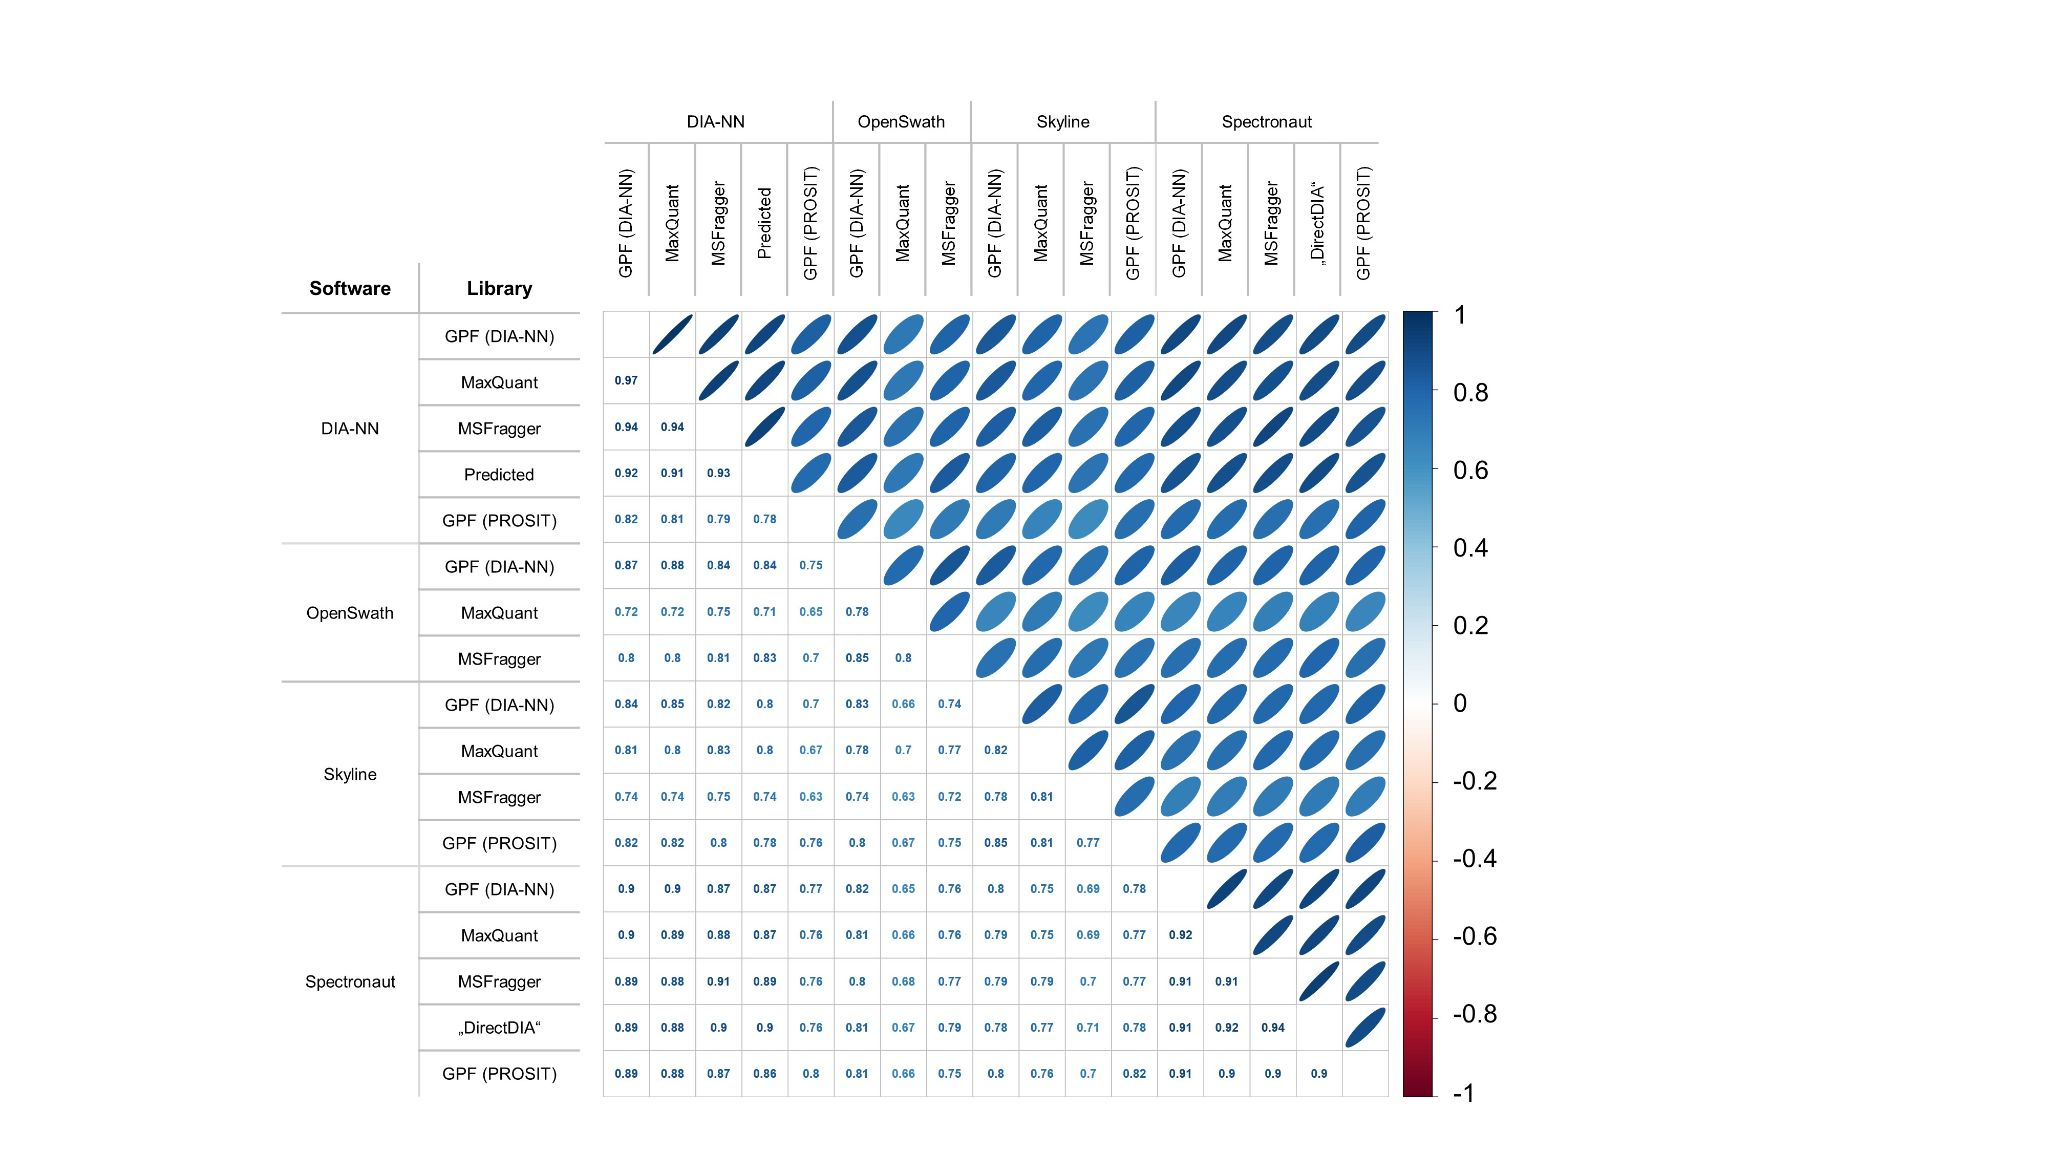 DIA-NN OpenSwath Skyline Spectronaut
GPF (DIA-NN) MaxQuant MSFragger Predicted GPF (PROSIT) GPF (DIA-NN) MaxQuant MSFragger GPF (DIA-NN) MaxQuant MSFragger GPF (PROSIT) GPF (DIA-NN) MaxQuant MSFragger „DirectDIA“ GPF (PROSIT)
Software Library
GPF (DIA-NN)
MaxQuant 0.97
DIA-NN MSFragger 0.94 0.94
Predicted 0.92 0.91 0.93
GPF (PROSIT) 0.82 0.81 0.79 0.78
GPF (DIA-NN) 0.87 0.88 0.84 0.84 0.75
OpenSwath MaxQuant 0.72 0.72 0.75 0.71 0.65 0.78
MSFragger 0.8 0.8 0.81 0.83 0.7 0.85 0.8
GPF (DIA-NN) 0.84 0.85 0.82 0.8 0.7 0.83 0.66 0.74
MaxQuant 0.81 0.8 0.83 0.8 0.67 0.78 0.7 0.77 0.82
Skyline
MSFragger 0.74 0.74 0.75 0.74 0.63 0.74 0.63 0.72 0.78 0.81
GPF (PROSIT) 0.82 0.82 0.8 0.78 0.76 0.8 0.67 0.75 0.85 0.81 0.77
GPF (DIA-NN) 0.9 0.9 0.87 0.87 0.77 0.82 0.65 0.76 0.8 0.75 0.69 0.78
MaxQuant 0.9 0.89 0.88 0.87 0.76 0.81 0.66 0.76 0.79 0.75 0.69 0.77 0.92
Spectronaut MSFragger 0.89 0.88 0.91 0.89 0.76 0.8 0.68 0.77 0.79 0.79 0.7 0.77 0.91 0.91
„DirectDIA“ 0.89 0.88 0.9 0.9 0.76 0.81 0.67 0.79 0.78 0.77 0.71 0.78 0.91 0.92 0.94
GPF (PROSIT) 0.89 0.88 0.87 0.86 0.8 0.81 0.66 0.75 0.8 0.76 0.7 0.82 0.91 0.9 0.9 0.9
1
0.8
0.6
0.4
0.2
0
-0.2
-0.4
-0.6
-0.8
-1